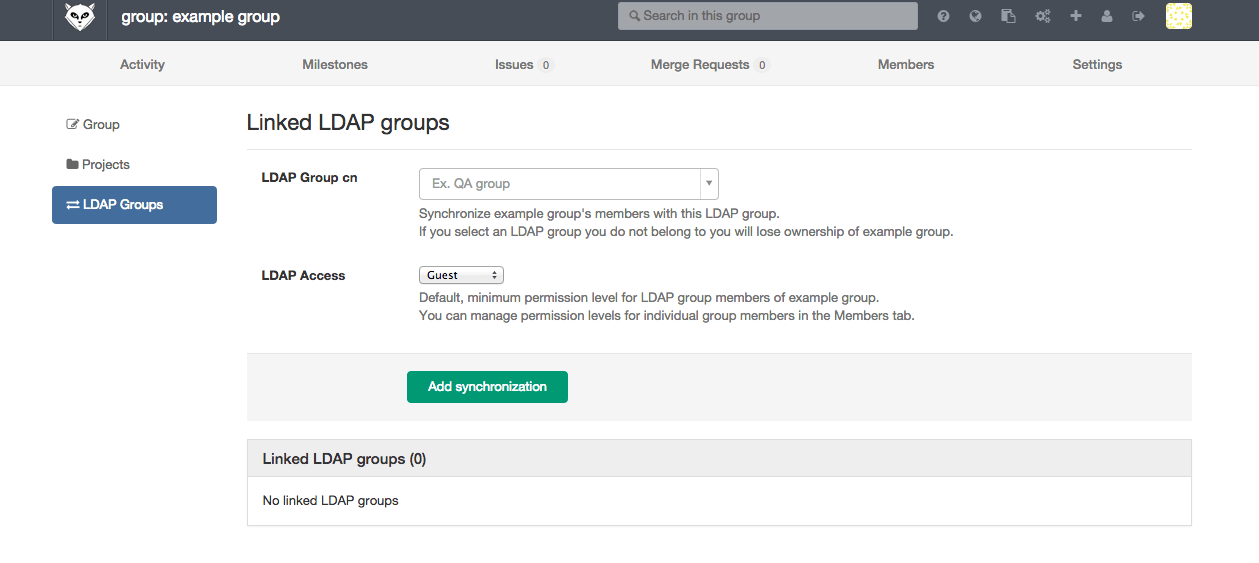 group: example group
Search in this group
Activity
Milestones
Issues 0
Merge Requests 0
Members
Settings
Group
Projects
LDAP Groups
Linked LDAP groups
LDAP Group cn
Ex. QA group
Synchronize example group's members with this LDAP group.
If you select an LDAP group you do not belong to you will lose ownership of example group.
LDAP Access
Guest
Default, minimum permission level for LDAP group members of example group.
You can manage permission levels for individual group members in the Members tab.
Add synchronization
Linked LDAP groups (0)
No linked LDAP groups